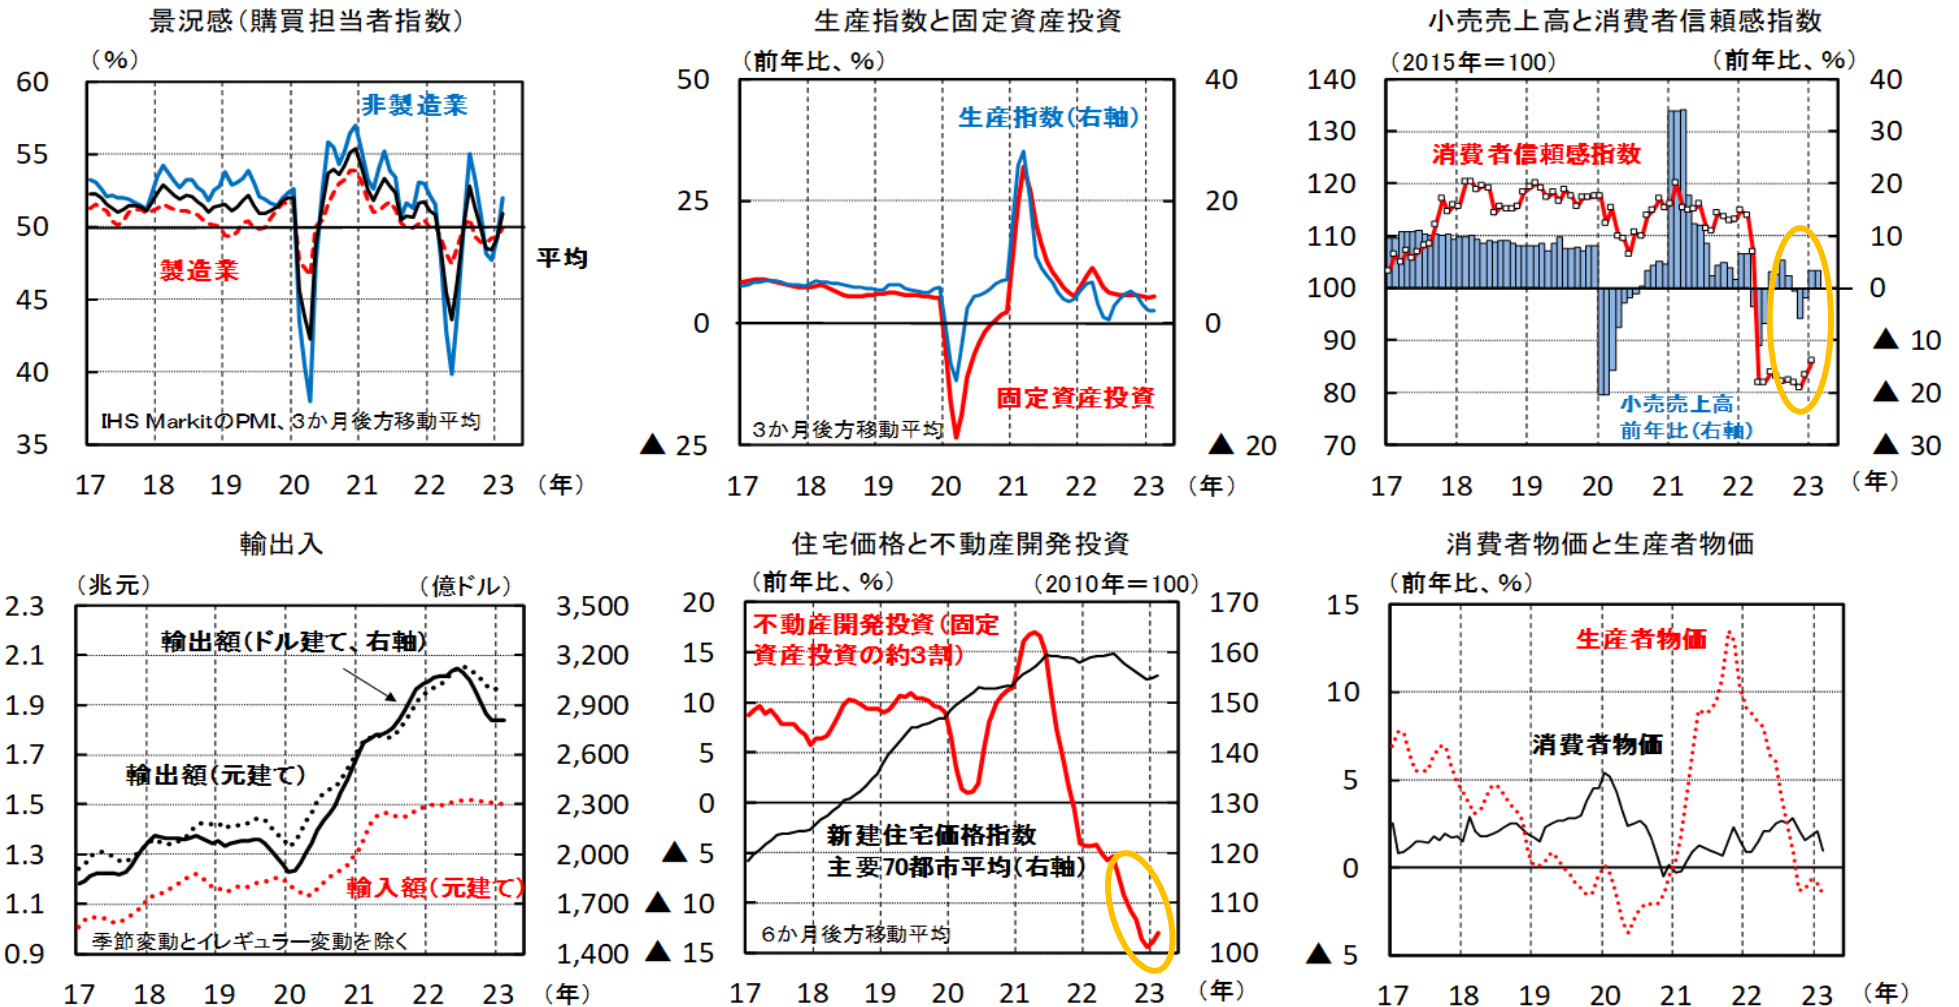 景況感（購買担当者指数）
（％）
60
55
50
45
40
35
非製造業
製造業
平均
IHS MarkitのPMI、3か月後方移動平均
17 18 19 20 21 22 23 （年）
生産指数と固定資産投資
（前年比、％）
50
25
0
▲ 25
40
20
0
▲ 20
生産指数（右軸）
固定資産投資
3か月後方移動平均
17 18 19 20 21 22 23 （年）
小売売上高と消費者信頼感指数
（2015年＝100） （前年比、％）
140
130
120
110
100
90
80
70
40
30
20
10
0
▲ 10
▲ 20
▲ 30
消費者信頼感指数
小売売上高
前年比（右軸）
17 18 19 20 21 22 23 （年）
輸出入
（兆元） （億ドル）
2.3
2.1
1.9
1.7
1.5
1.3
1.1
0.9
3,500
3,200
2,900
2,600
2,300
2,000
1,700
1,400
輸出額（ドル建て、右軸）
輸出額（元建て）
輸入額（元建て）
季節変動とイレギュラー変動を除く
17 18 19 20 21 22 23 （年）
住宅価格と不動産開発投資
（前年比、％） （2010年＝100）
20
15
10
5
0
▲ 5
▲ 10
▲ 15
170
160
150
140
130
120
110
100
不動産開発投資（固定
資産投資の約3割）
新建住宅価格指数
主要70都市平均（右軸）
6か月後方移動平均
17 18 19 20 21 22 23 （年）
消費者物価と生産者物価
（前年比、％）
15
10
5
0
▲ 5
生産者物価
消費者物価
17 18 19 20 21 22 23 （年）